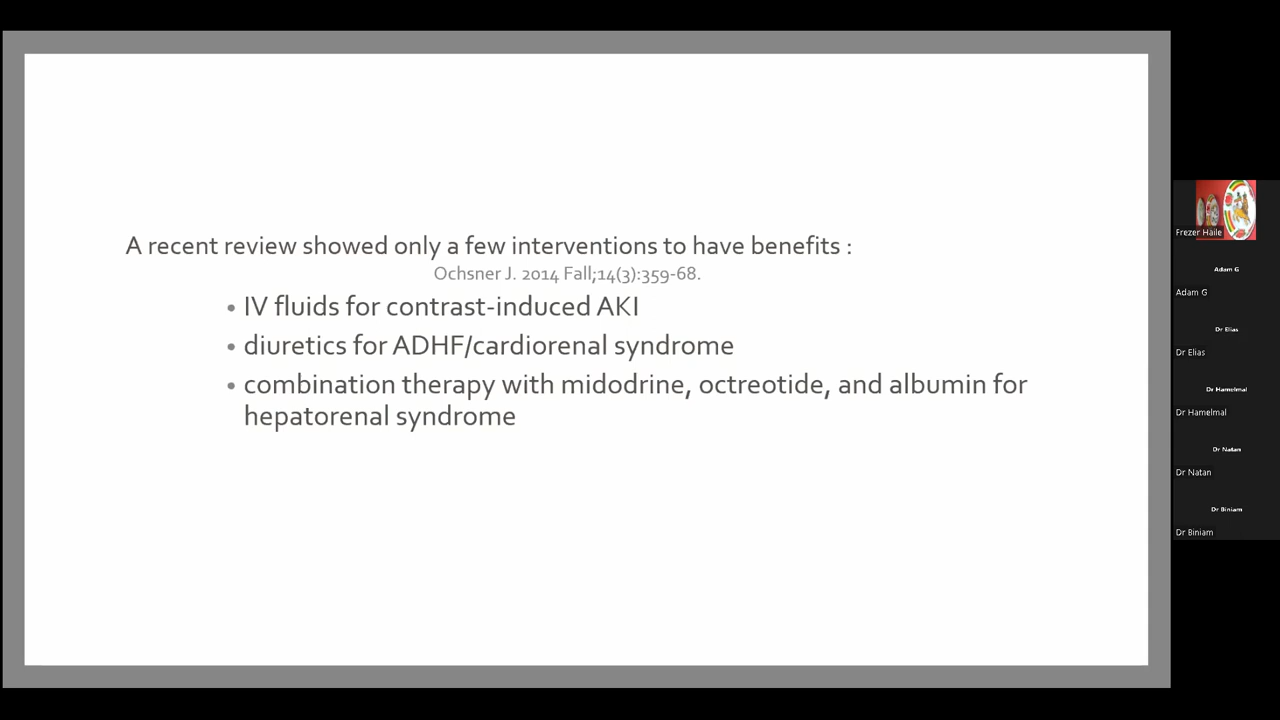 A recent review showed only a few interventions to have benefits :
Ochsner J. 2014 Fall;14(3):359-68.
• IV fluids for contrast-induced AKI
• diuretics for ADHF/cardiorenal syndrome
• combination therapy with midodrine, octreotide, and albumin for
hepatorenal syndrome
Frezer Haile
Adam G
Adam G
Dr Elias
Dr Elias
Dr Hamelmal
Dr Hamelmal
Dr Natan
Dr Natan
Dr Biniam
Dr Biniam